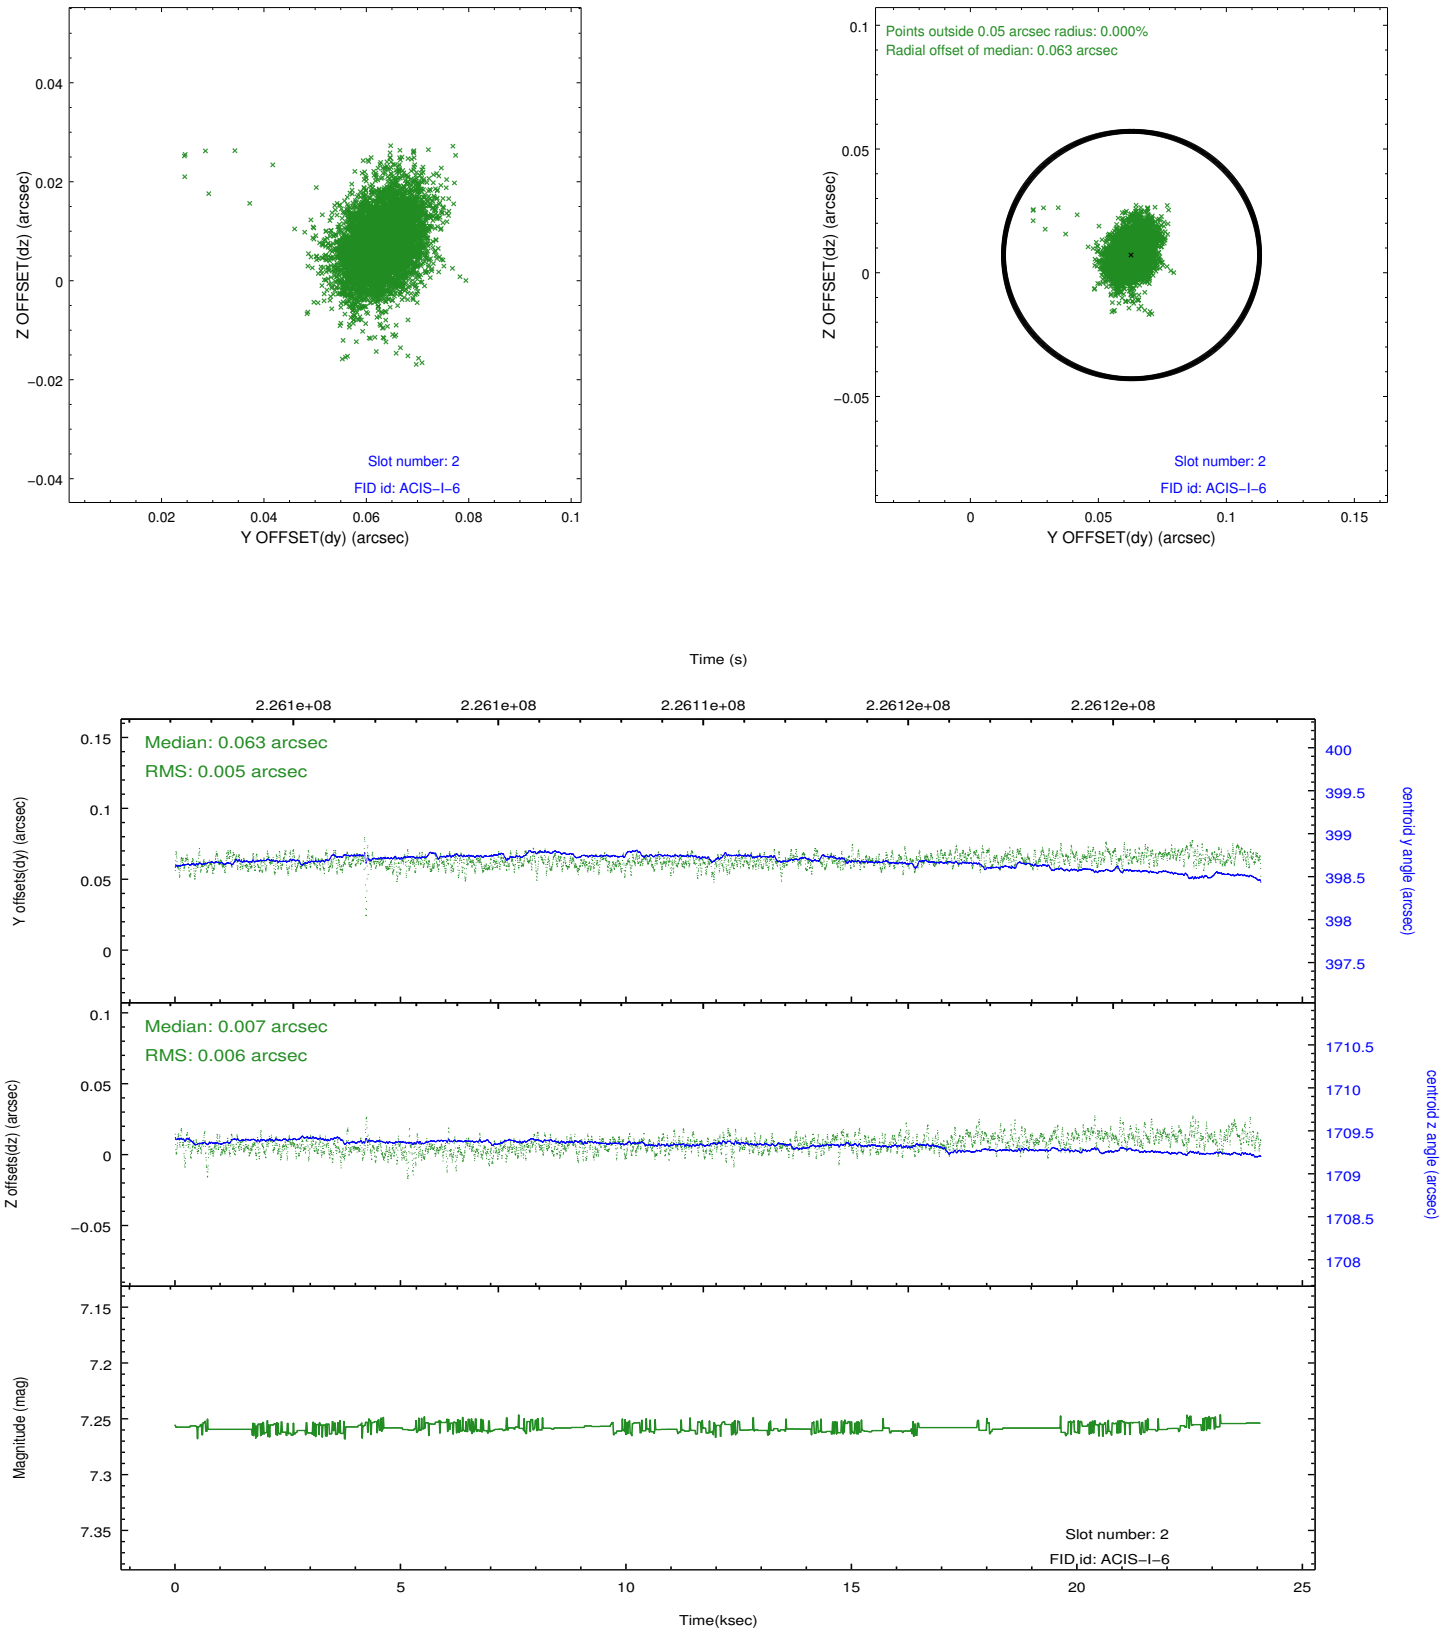 0.04
0.02
0
−0.02
−0.04
Z OFFSET(dz) (arcsec)
Slot number: 2
FID id: ACIS−I−6
0.02
0.04
0.06
0.08
0.1
Y OFFSET(dy) (arcsec)
Points outside 0.05 arcsec radius: 0.000%
Radial offset of median: 0.063 arcsec
0.1
0.05
0
−0.05
Z OFFSET(dz) (arcsec)
Slot number: 2
FID id: ACIS−I−6
0
0.05
0.1
0.15
Y OFFSET(dy) (arcsec)
Time (s)
2.261e+08
2.261e+08
2.2611e+08
2.2612e+08
2.2612e+08
Median: 0.063 arcsec
RMS: 0.005 arcsec
0.15
0.1
0.05
0
Y offsets(dy) (arcsec)
400
399.5
399
398.5
398
397.5
centroid y angle (arcsec)
Median: 0.007 arcsec
RMS: 0.006 arcsec
0.1
0.05
0
−0.05
Z offsets(dz) (arcsec)
1710.5
1710
1709.5
1709
1708.5
1708
centroid z angle (arcsec)
7.15
7.2
7.25
7.3
7.35
Magnitude (mag)
Slot number: 2
FID id: ACIS−I−6
0
5
10
15
20
25
Time(ksec)